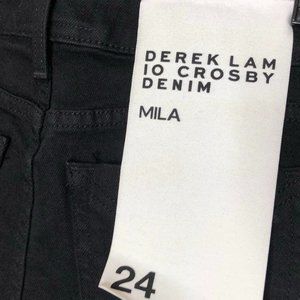 DEREK LAM
10 CROSBY
DENIM
MILA
24